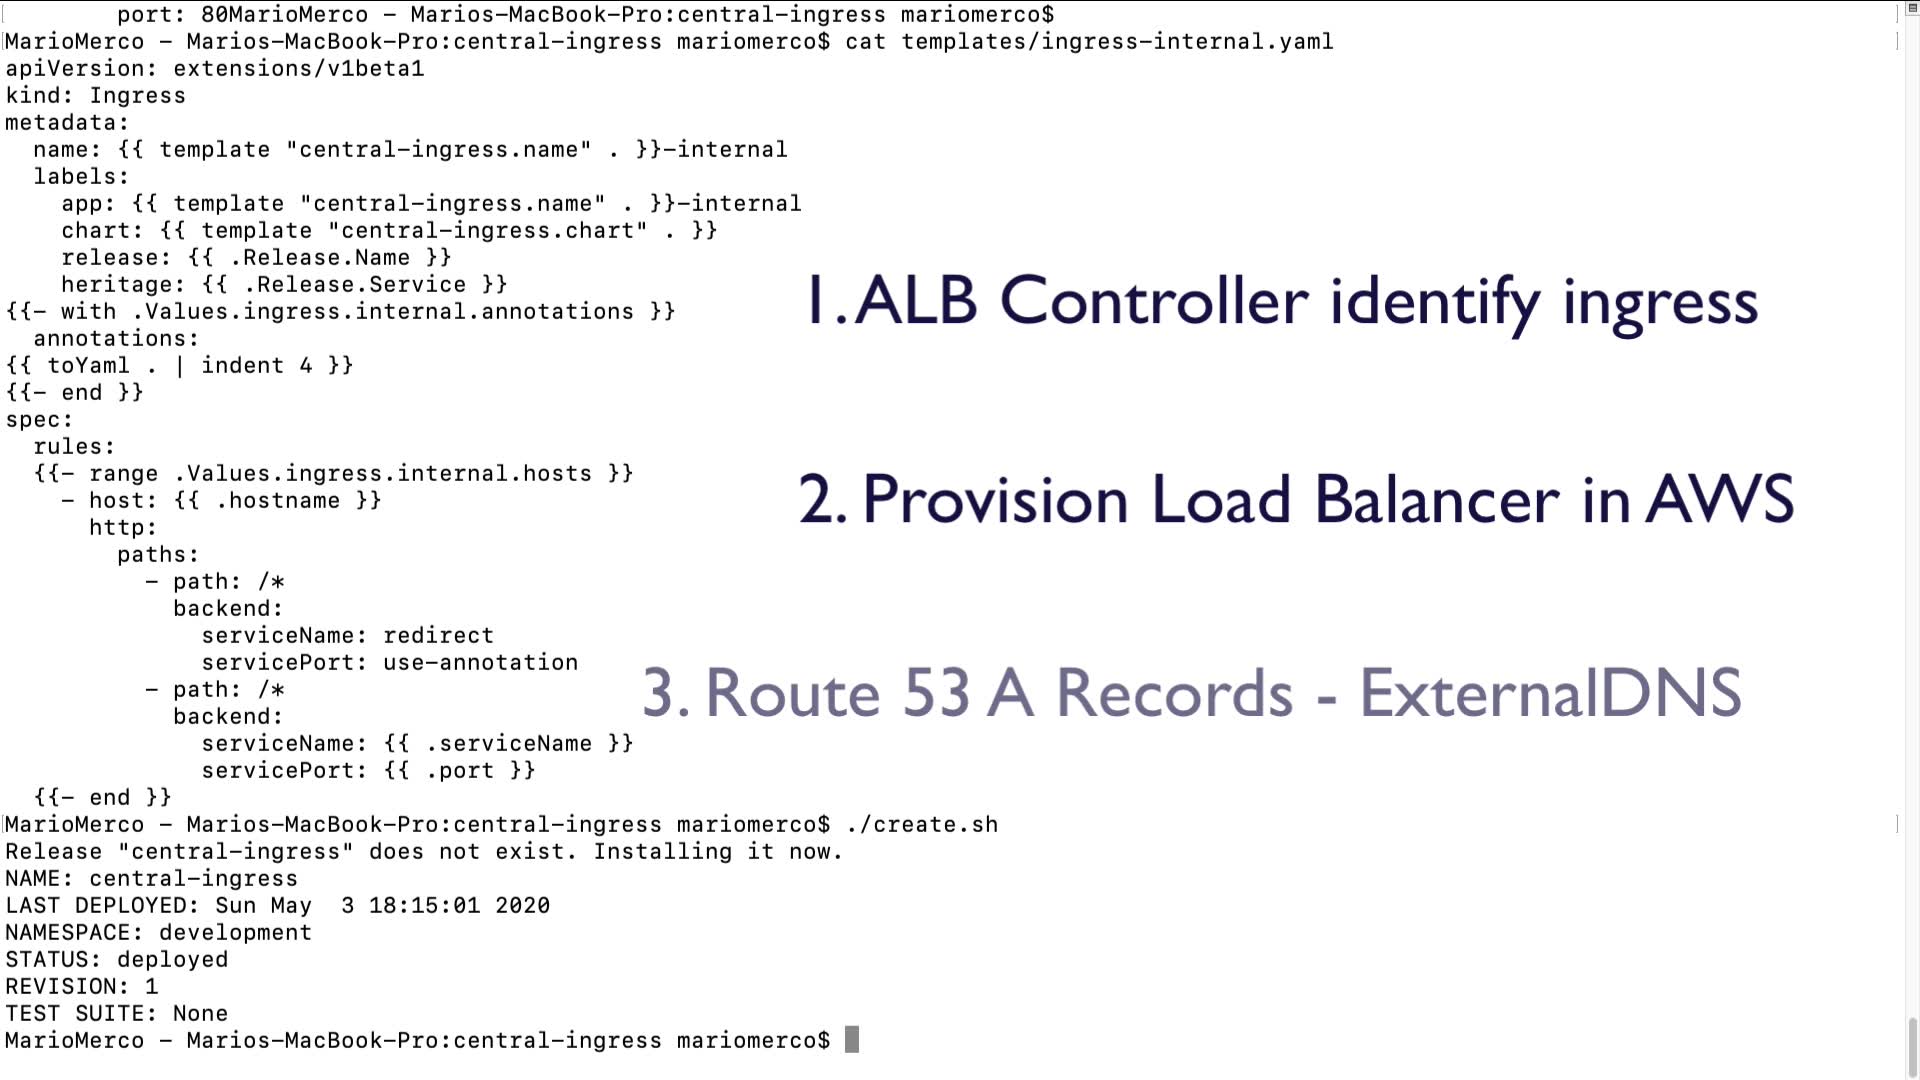 port: 80MarioMerco - Marios-MacBook-Pro:central-ingress mariomerco$
MarioMerco - Marios-MacBook-Pro:central-ingress mariomerco$ cat templates/ingress-internal.yaml
apiVersion: extensions/v1beta1
kind: Ingress
metadata:
  name: {{ template "central-ingress.name" . }}-internal
  labels:
    app: {{ template "central-ingress.name" . }}-internal
    chart: {{ template "central-ingress.chart" . }}
    release: {{ .Release.Name }}
    heritage: {{ .Release.Service }}
{{- with .Values.ingress.internal.annotations }}
  annotations:
{{ toYaml . | indent 4 }}
{{- end }}
spec:
  rules:
  {{- range .Values.ingress.internal.hosts }}
    - host: {{ .hostname }}
      http:
        paths:
          - path: /*
            backend:
              serviceName: redirect
              servicePort: use-annotation
          - path: /*
            backend:
              serviceName: {{ .serviceName }}
              servicePort: {{ .port }}
  {{- end }}
MarioMerco - Marios-MacBook-Pro:central-ingress mariomerco$ ./create.sh
Release "central-ingress" does not exist. Installing it now.
NAME: central-ingress
LAST DEPLOYED: Sun May  3 18:15:01 2020
NAMESPACE: development
STATUS: deployed
REVISION: 1
TEST SUITE: None
MarioMerco - Marios-MacBook-Pro:central-ingress mariomerco$
1. ALB Controller identify ingress
2. Provision Load Balancer in AWS
3. Route 53 A Records - ExternalDNS